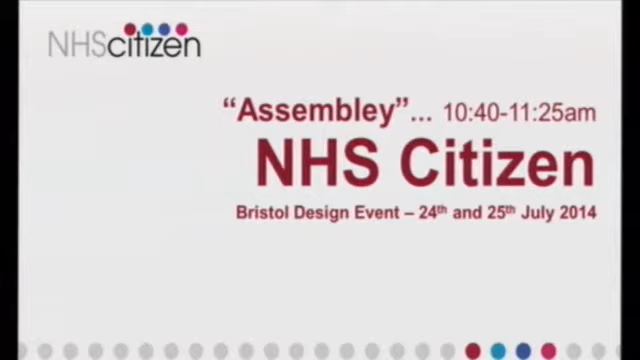 NHScitizen
“Assembley”... 10:40-11:25am
NHS Citizen
Bristol Design Event – 24th and 25th July 2014